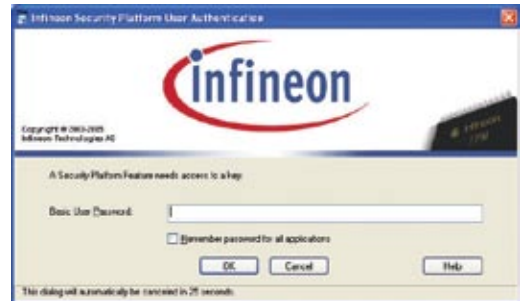 Infineon Security Platform User Authentication
infineon
Copyright © 2003-2005
Infineon Technologies AG
infineon
TPM
A Security Platform Feature needs access to a key.
Basic User Password:
Remember password for all applications
OK Cancel Help
This dialog will automatically be canceled in 25 seconds.